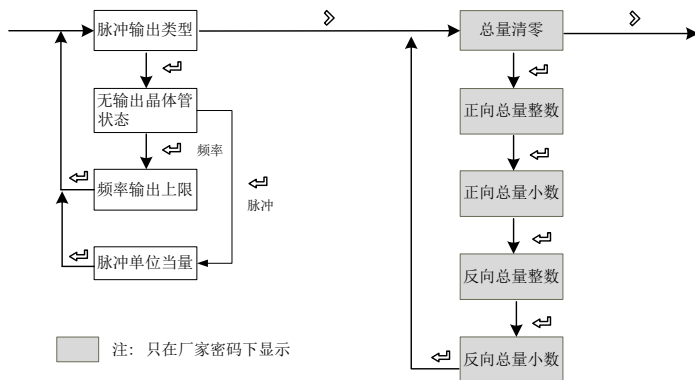 脉冲输出类型
总量清零
无输出晶体管
状态
正向总量整数
频率
频率输出上限
脉冲
正向总量小数
脉冲单位当量
反向总量整数
注: 只在厂家密码下显示
反向总量小数